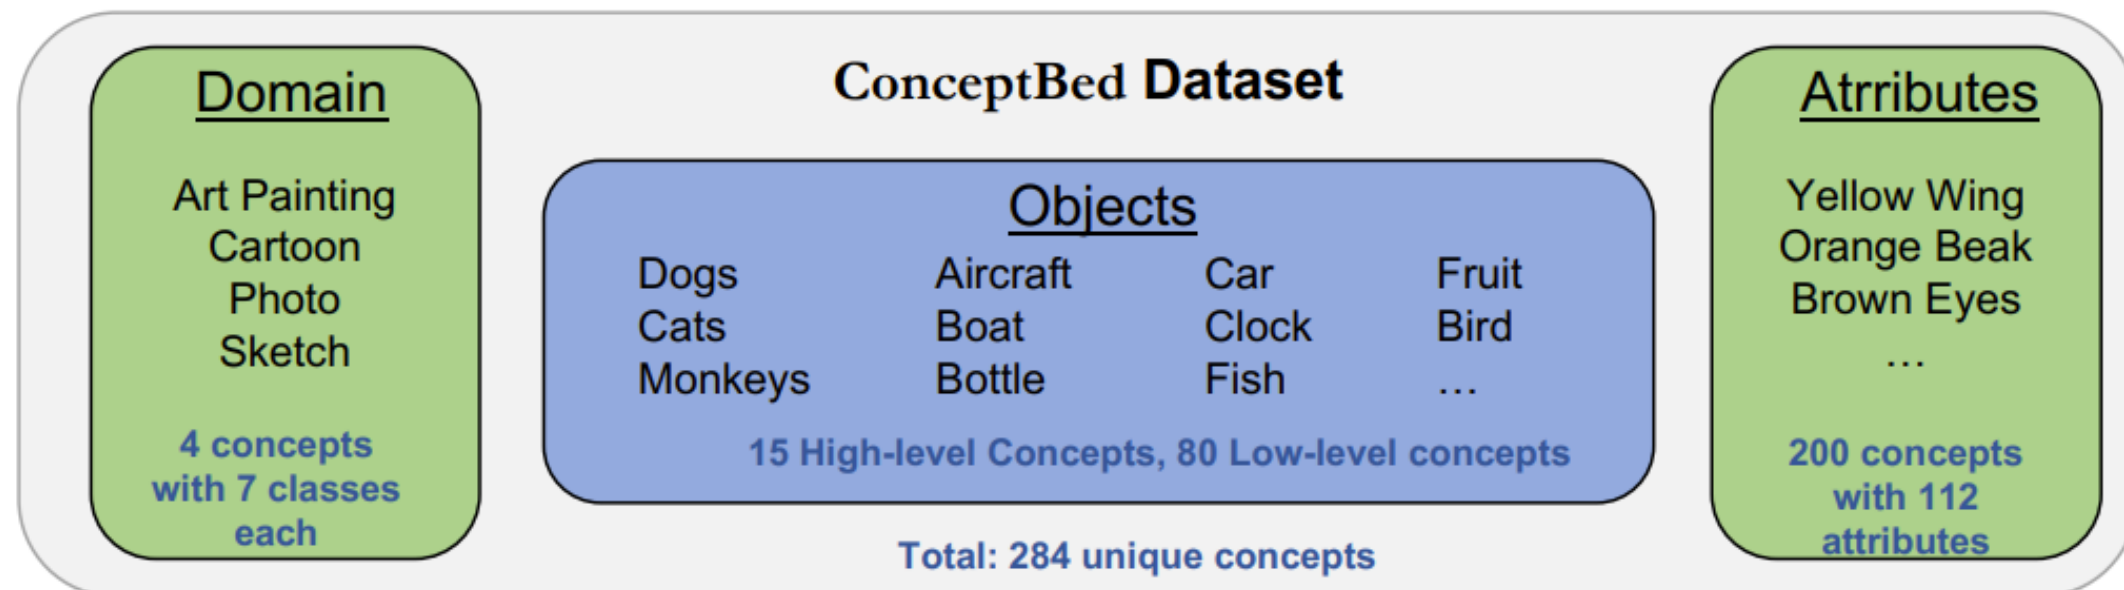 ConceptBed Dataset
Domain
Art Painting
Cartoon
Photo
Sketch
4 concepts
with 7 classes
each
Objects
Dogs Aircraft Car Fruit
Cats Boat Clock Bird
Monkeys Bottle Fish …
15 High-level Concepts, 80 Low-level concepts
Atrributes
Yellow Wing
Orange Beak
Brown Eyes
…
200 concepts
with 112
attributes
Total: 284 unique concepts